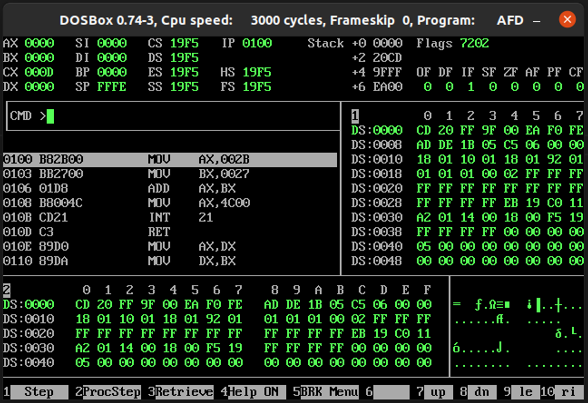 DOSBox 0.74-3, Cpu speed: 3000 cycles, Frameskip 0, Program: AFD
AX 0000 SI 0000 CS 19F5 IP 0100 Stack +0 0000 Flags 7202
BX 0000 DI 0000 DS 19F5 +2 20CD
CX 000D BP 0000 ES 19F5 HS 19F5 +4 9FFF OF DF IF SF ZF AF PF CF
DX 0000 SP FFFE SS 19F5 FS 19F5 +6 EA00 0 0 1 0 0 0 0 0
CMD >
1 0 1 2 3 4 5 6 7
DS:0000 CD 20 FF 9F 00 EA F0 FE
DS:0008 AD DE 1B 05 C5 06 00 00
0100 B82B00 MOV AX,002B DS:0010 18 01 10 01 18 01 92 01
0103 BB2700 MOV BX,0027 DS:0018 01 01 01 00 02 FF FF FF
0106 01D8 ADD AX,BX DS:0020 FF FF FF FF FF FF FF FF
0108 B8004C MOV AX,4C00 DS:0028 FF FF FF FF EB 19 C0 11
010B CD21 INT 21 DS:0030 A2 01 14 00 18 00 F5 19
010D C3 RET DS:0038 FF FF FF FF 00 00 00 00
010E 89D0 MOV AX,DX DS:0040 05 00 00 00 00 00 00 00
0110 89DA MOV DX,BX DS:0048 00 00 00 00 00 00 00 00
2 0 1 2 3 4 5 6 7 8 9 A B C D E F
DS:0000 CD 20 FF 9F 00 EA F0 FE AD DE 1B 05 C5 06 00 00
DS:0010 18 01 10 01 18 01 92 01 01 01 01 00 02 FF FF FF
DS:0020 FF FF FF FF FF FF FF FF FF FF FF FF EB 19 C0 11
DS:0030 A2 01 14 00 18 00 F5 19 FF FF FF FF 00 00 00 00
DS:0040 05 00 00 00 00 00 00 00 00 00 00 00 00 00 00 00
1 Step 2 ProcStep 3 Retrieve 4 Help ON 5 BRK Menu 6 7 up 8 dn 9 le 10 ri